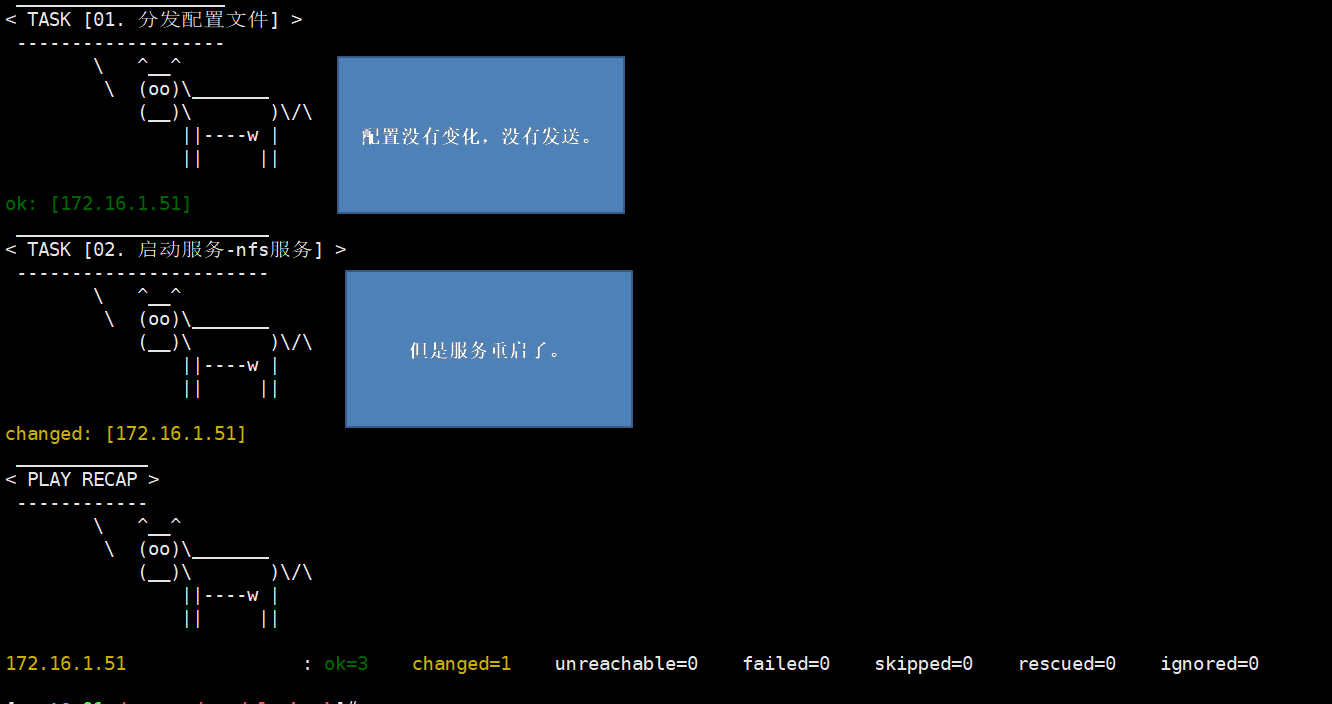 < TASK [01. 分发配置文件] >
 -------------------
        \   ^__^
         \  (oo)\_______
            (__)\       )\/\
                ||----w |
                ||     ||
配置没有变化，没有发送。
ok: [172.16.1.51]
< TASK [02. 启动服务-nfs服务] >
 -----------------------
        \   ^__^
         \  (oo)\_______
            (__)\       )\/\
                ||----w |
                ||     ||
但是服务重启了。
changed: [172.16.1.51]
< PLAY RECAP >
 ------------
        \   ^__^
         \  (oo)\_______
            (__)\       )\/\
                ||----w |
                ||     ||
172.16.1.51                : ok=3    changed=1    unreachable=0    failed=0    skipped=0    rescued=0    ignored=0